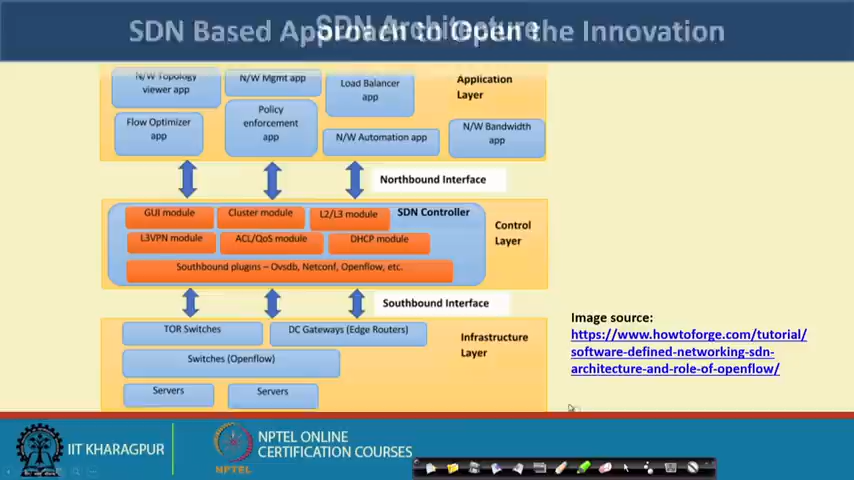 SDN Based Approach to Open the Innovation
SDN Architecture
N/W Topology
viewer app
N/W Mgmt app
Load Balancer
app
Application
Layer
Flow Optimizer
app
Policy
enforcement
app
N/W Automation app
N/W Bandwidth
app
Northbound Interface
GUI module
Cluster module
L2/L3 module
SDN Controller
L3VPN module
ACL/QoS module
DHCP module
Control
Layer
Southbound plugins – Ovsdb, Netconf, Openflow, etc.
Southbound Interface
TOR Switches
DC Gateways (Edge Routers)
Infrastructure
Layer
Switches (Openflow)
Servers
Servers
Image source:
https://www.howtoforge.com/tutorial/
software-defined-networking-sdn-
architecture-and-role-of-openflow/
IIT KHARAGPUR
NPTEL
NPTEL ONLINE
CERTIFICATION COURSES